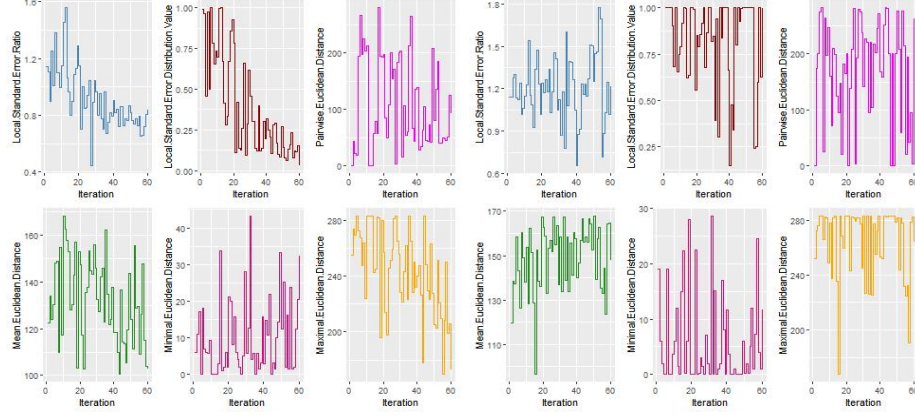 Local.Standard.Error.Ratio
1.4
1.2
1.0
0.8
0.6
0.4
0 20 40 60
Iteration
Local.Standard.Error.Distribution.Value
1.00
0.75
0.50
0.25
0.00
0 20 40 60
Iteration
Pairwise.Euclidean.Distance
200
100
0
0 20 40 60
Iteration
Local.Standard.Error.Ratio
1.8
1.5
1.2
0.9
0.6
0 20 40 60
Iteration
Local.Standard.Error.Distribution.Value
1.00
0.75
0.50
0.25
0 20 40 60
Iteration
Pairwise.Euclidean.Distance
200
100
0
0 20 40 60
Iteration
Mean.Euclidean.Distance
160
140
120
100
0 20 40 60
Iteration
Minimal.Euclidean.Distance
40
30
20
10
0
0 20 40 60
Iteration
Maximal.Euclidean.Distance
280
240
200
0 20 40 60
Iteration
Mean.Euclidean.Distance
170
150
130
110
0 20 40 60
Iteration
Minimal.Euclidean.Distance
30
20
10
0
0 20 40 60
Iteration
Maximal.Euclidean.Distance
280
240
200
0 20 40 60
Iteration